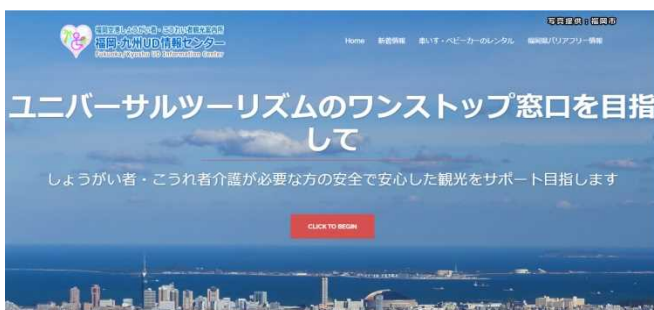 写真提供：福岡市
福岡空港しょうがい者・こうれい者観光案内所
福岡・九州UD情報センター
Fukuoka/Kyushu UD Information Center
Home 新着情報 車いす・ベビーカーのレンタル 福岡県バリアフリー情報
ユニバーサルツーリズムのワンストップ窓口を目指
して
しょうがい者・こうれ者介護が必要な方の安全で安心した観光をサポート目指します
CLICK TO BEGIN